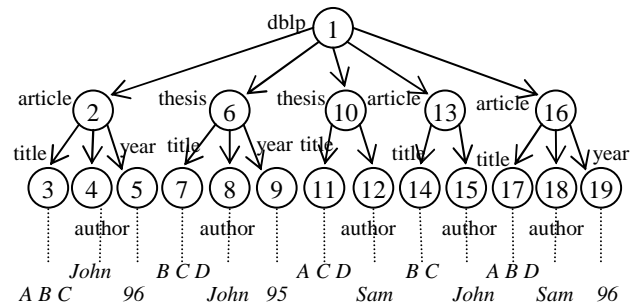 dblp 1
article thesis thesis article article
2 6 10 13 16
title year title year title title title year
3 4 5 7 8 9 11 12 14 15 17 18 19
author author author author author
John B C D A C D B C A B D
A B C 96 John 95 Sam John Sam 96